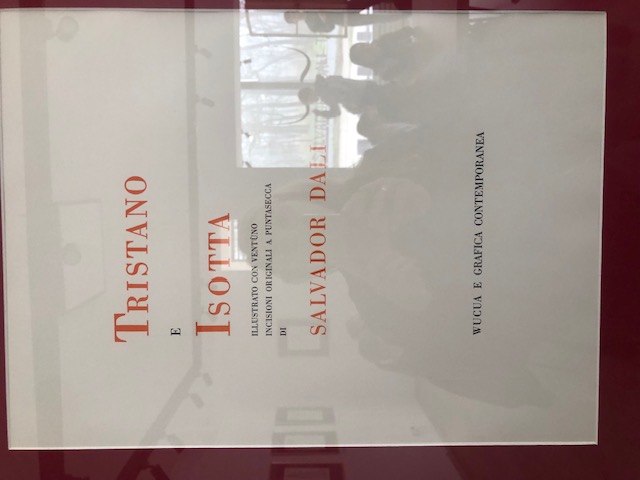 TRISTANO
E
ISOTTA
ILLUSTRATO CON VENTUNO
INCISIONI ORIGINALI A PUNTASECCA
DI
SALVADOR DALI
WUCUA E GRAFICA CONTEMPORANEA